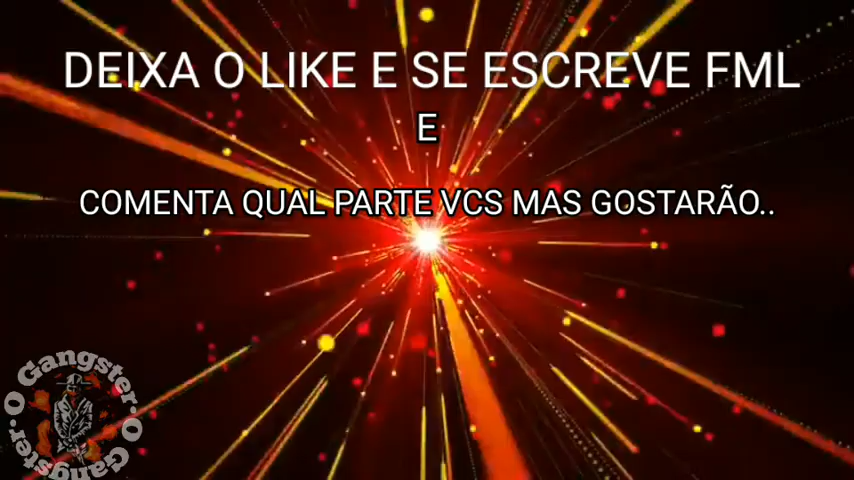 DEIXA O LIKE E SE ESCREVE FML
E
COMENTA QUAL PARTE VCS MAS GOSTARÃO..
O Gangster O Gangster